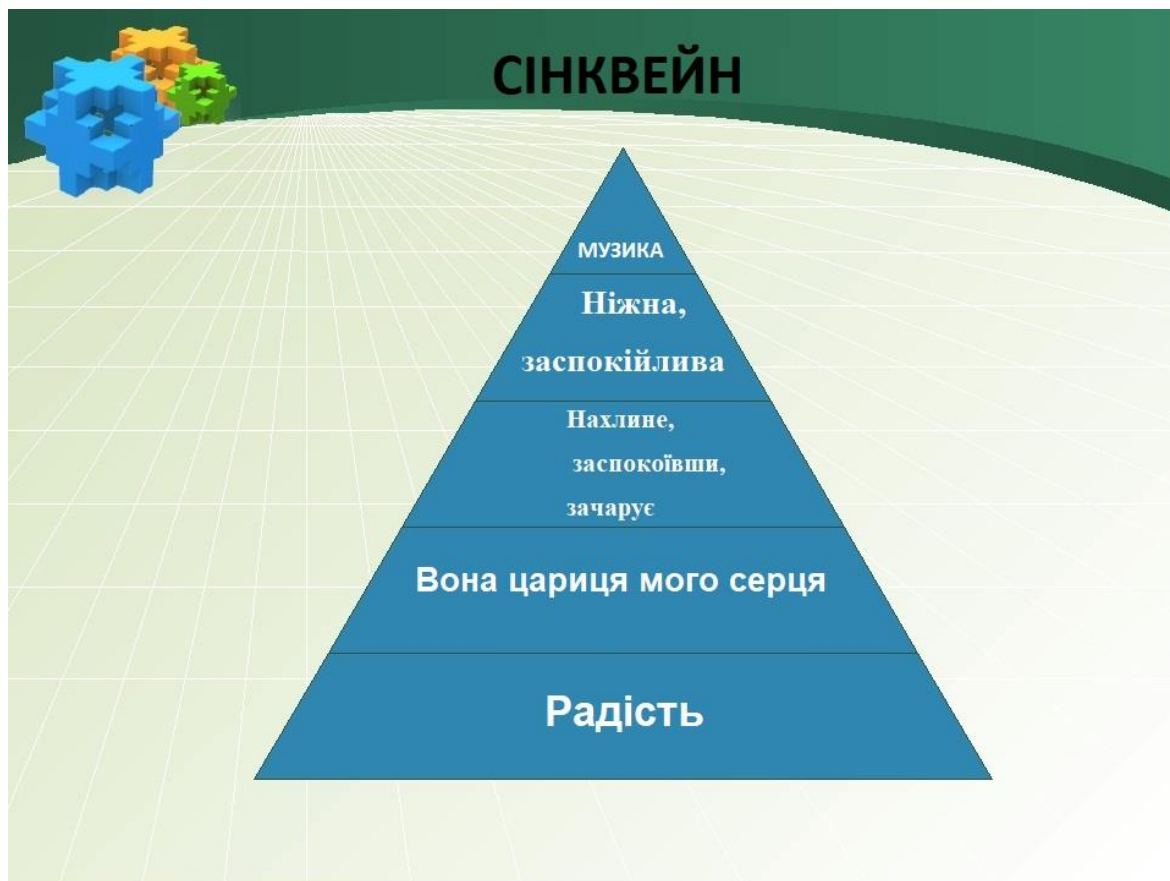 СІНКВЕЙН
МУЗИКА
Ніжна,
заспокійлива
Нахлине,
заспокоївши,
зачарує
Вона цариця мого серця
Радість